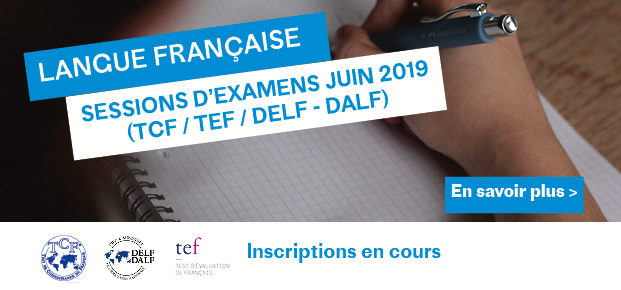 LANGUE FRANÇAISE
SESSIONS D'EXAMENS JUIN 2019
(TCF / TEF / DELF - DALF)
En savoir plus >
TCF
DELF
DALF
tef
TEST D'ÉVALUATION
DE FRANÇAIS
Inscriptions en cours